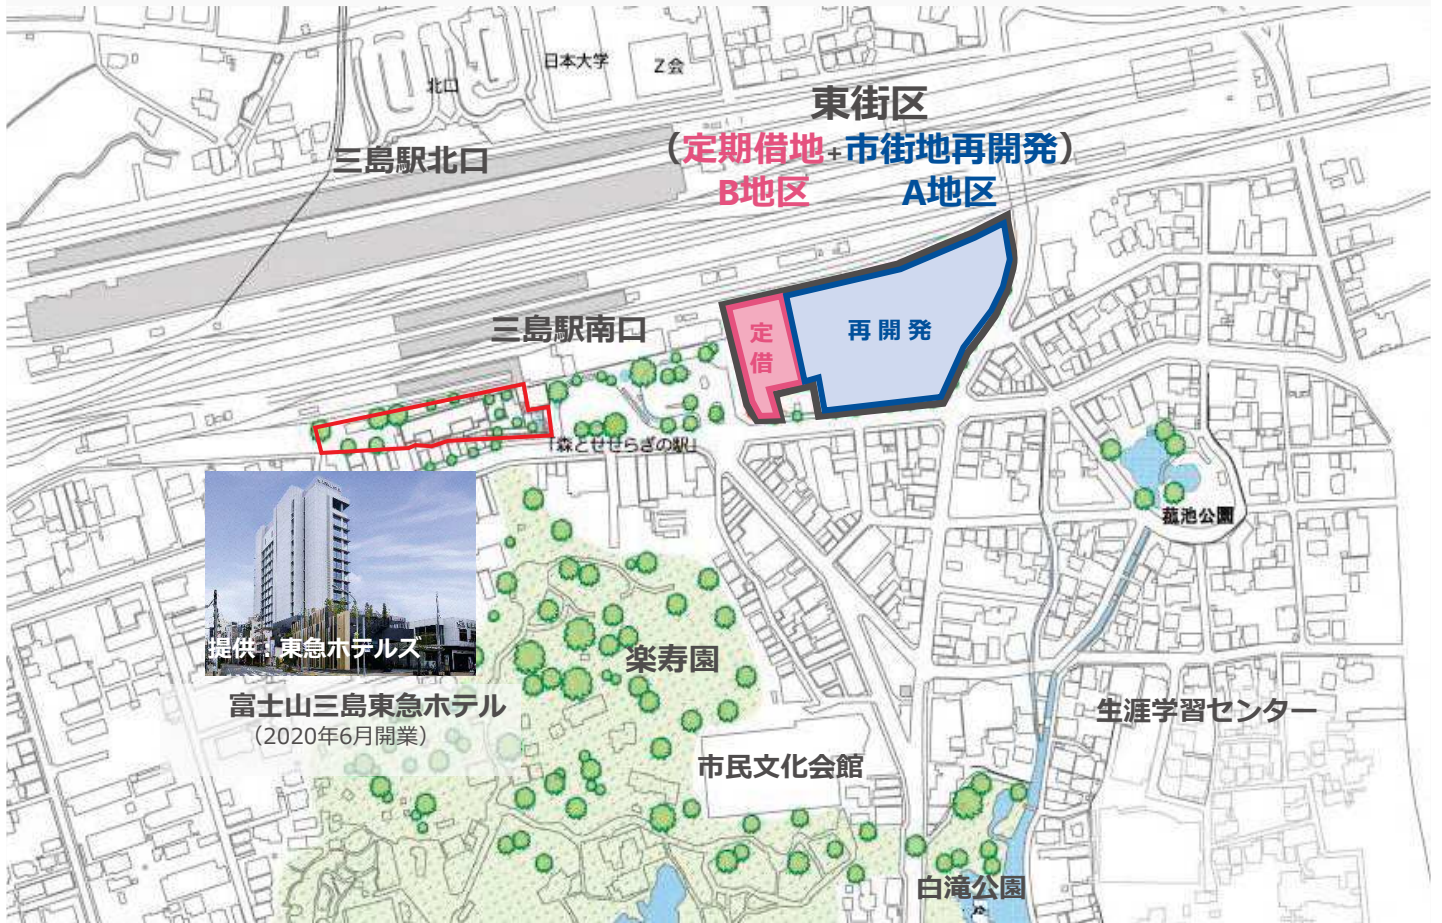 日本大学
Z会
北口
東街区
（定期借地+市街地再開発）
B地区
A地区
三島駅北口
三島駅南口
定借
再開発
「森とせせらぎの駅」
菰池公園
提供：東急ホテルズ
富士山三島東急ホテル
（2020年6月開業）
楽寿園
生涯学習センター
市民文化会館
白滝公園